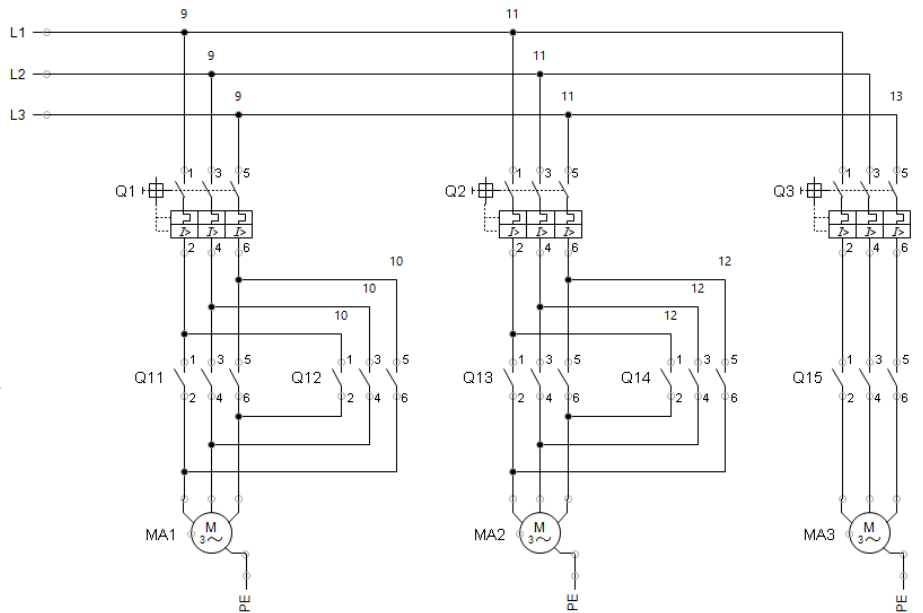 9 11
L1
9 11
L2
9 11 13
L3
1 3 5 1 3 5 1 3 5
Q1 Q2 Q3
I> I> I> I> I> I> I> I> I>
2 4 6 2 4 6 2 4 6
10 12
10 12
10 12
1 3 5 1 3 5 1 3 5 1 3 5 1 3 5
Q11 Q12 Q13 Q14 Q15
2 4 6 2 4 6 2 4 6 2 4 6 2 4 6
M M M
MA1 3 MA2 3 MA3 3
PE PE PE